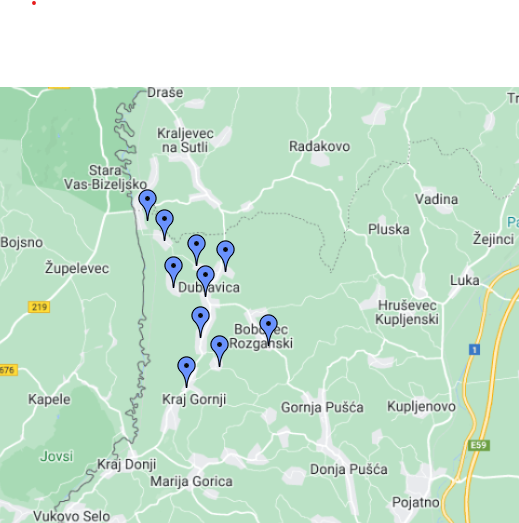 Draše
Kraljevec
na Sutli
Radakovo
Stara
Vas-Bizeljsko
Vadina
Pluska
Bojsno
Žejinci
Župelevec
Luka
Dubravica
219
Hruševec
Kupljenski
Bobovec
Rozganski
1
676
Kapele
Kraj Gornji
Gornja Pušća
Kupljenovo
E59
Jovsi
Kraj Donji
Donja Pušća
Marija Gorica
Pojatno
Vukovo Selo